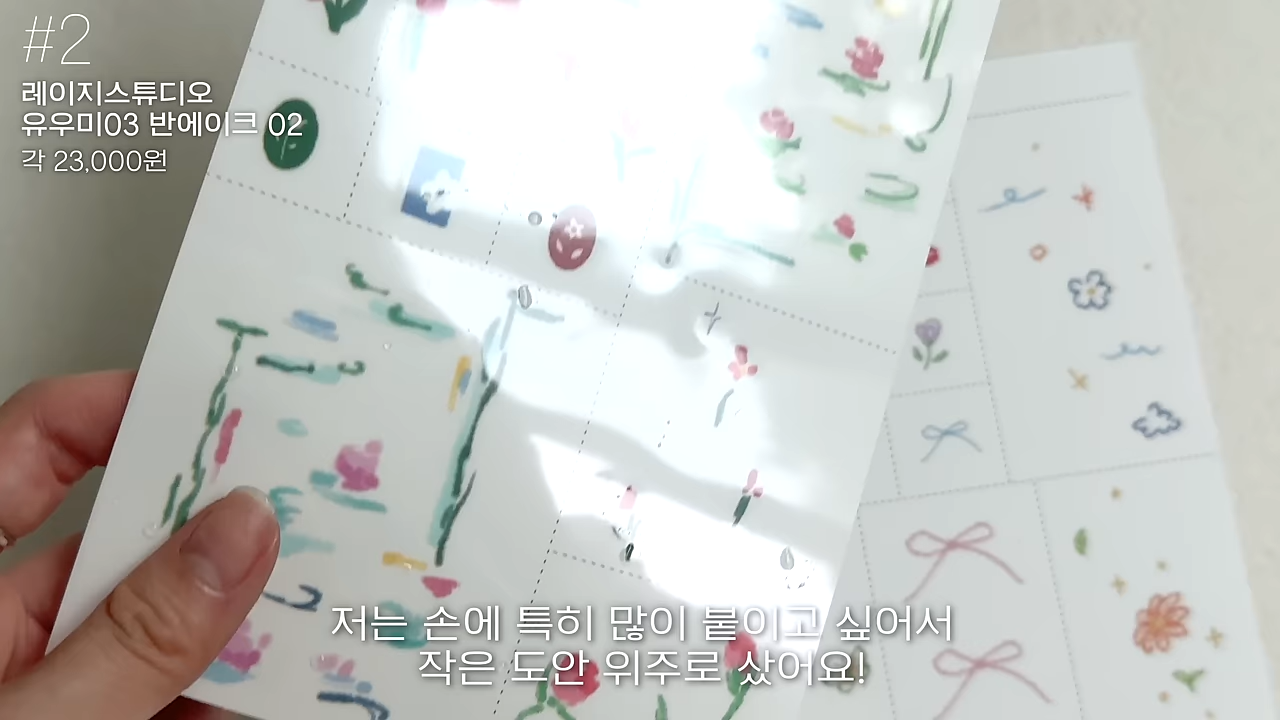 #2
레이지스튜디오
유우미03 반에이크 02
각 23,000원
저는 손에 특히 많이 붙이고 싶어서
작은 도안 위주로 샀어요!